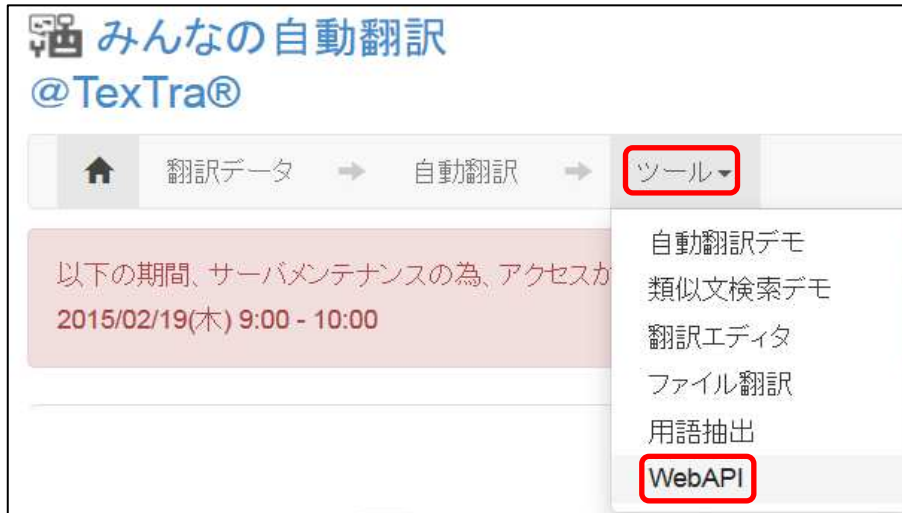 みんなの自動翻訳
@TexTra®
翻訳データ
自動翻訳
ツール
自動翻訳デモ
類似文検索デモ
翻訳エディタ
ファイル翻訳
用語抽出
WebAPI
以下の期間、サーバメンテナンスの為、アクセスが
2015/02/19(木) 9:00 - 10:00